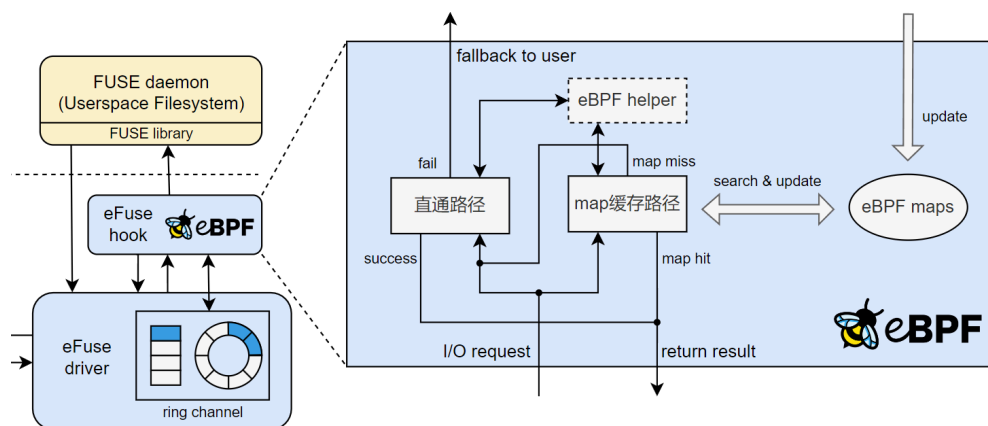 FUSE daemon
(Userspace Filesystem)
FUSE library
eFuse
hook
eBPF
eFuse
driver
ring channel
fallback to user
eBPF helper
update
fail
map miss
直通路径
map缓存路径
search & update
eBPF maps
success
map hit
I/O request
return result
eBPF